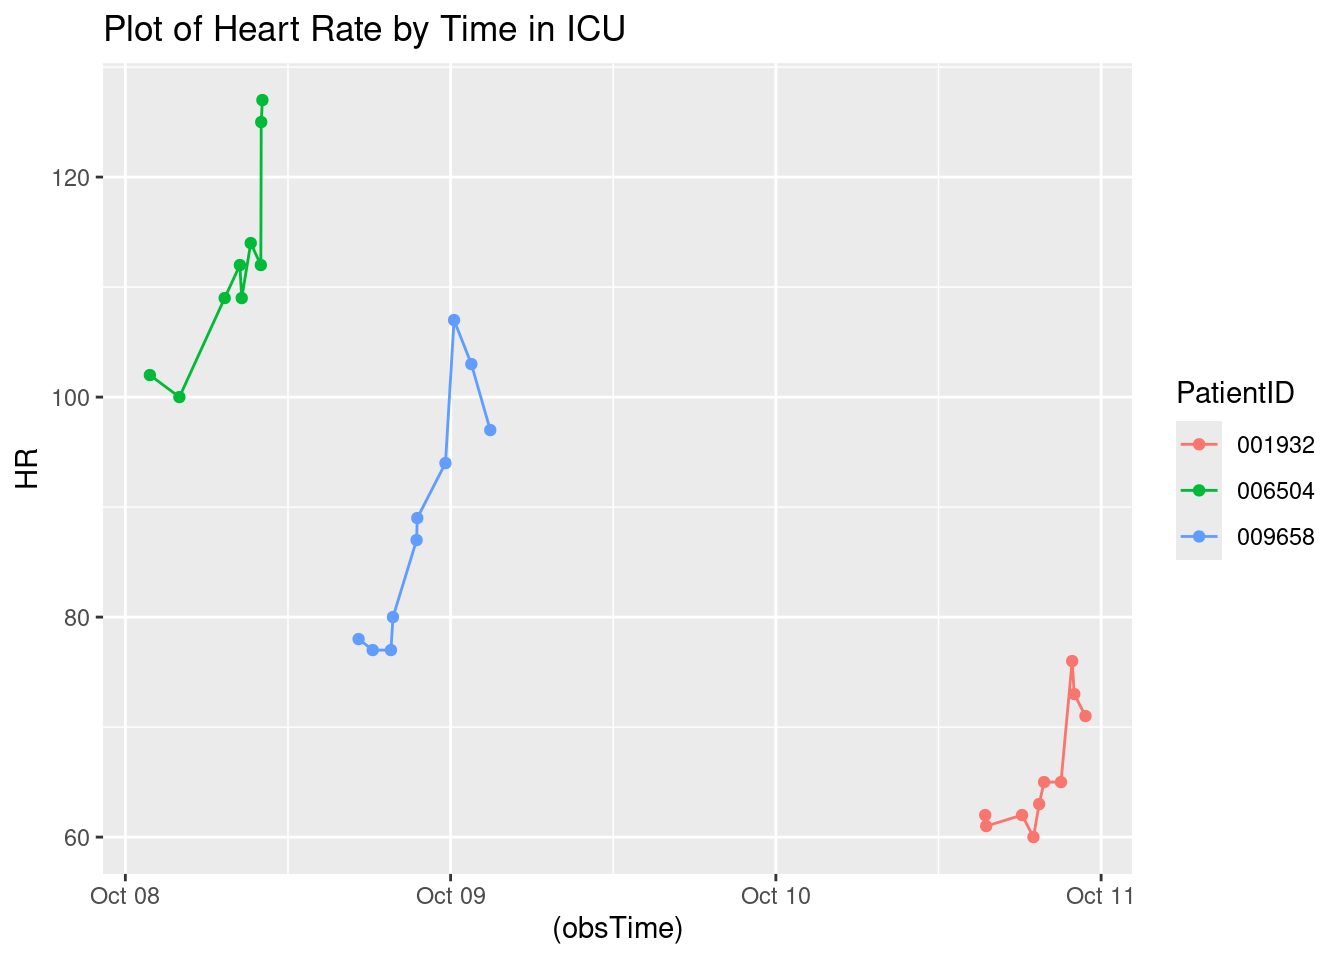 Plot of Heart Rate by Time in ICU
120
100
80
60
HR
Oct 08
Oct 09
Oct 10
Oct 11
(obsTime)
PatientID
001932
006504
009658